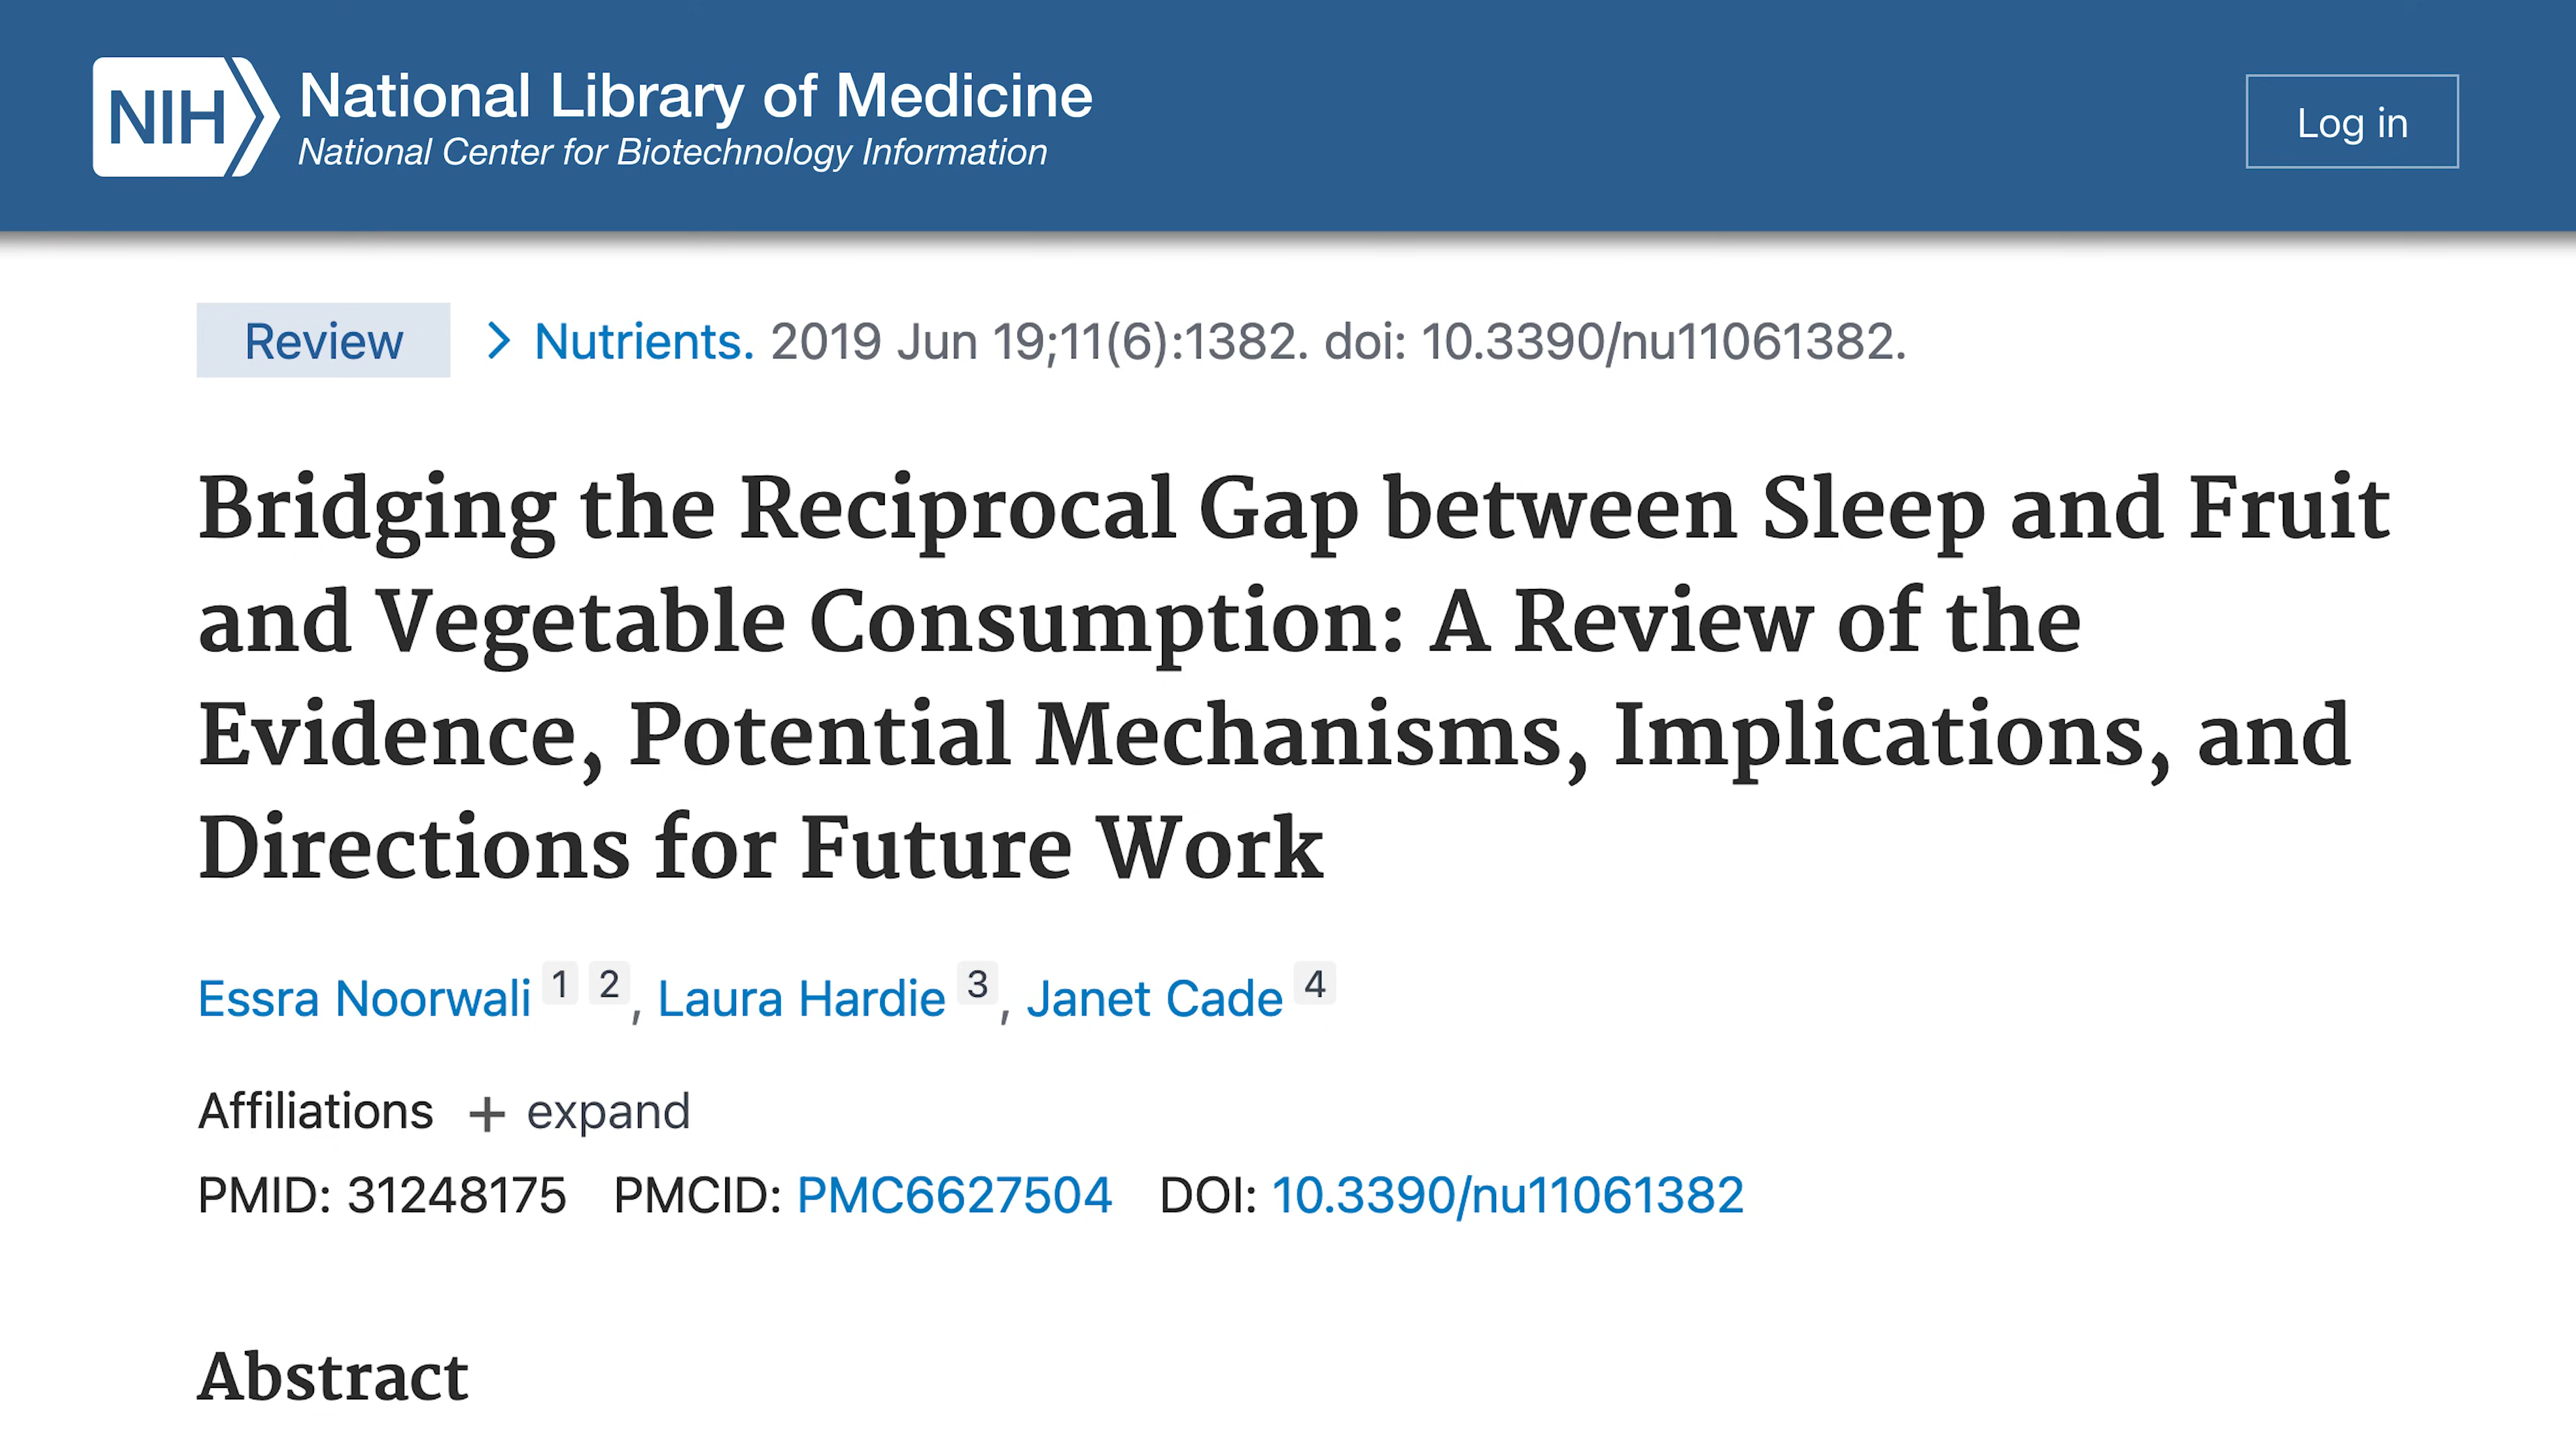 NIH National Library of Medicine
National Center for Biotechnology Information
Log in
Review > Nutrients. 2019 Jun 19;11(6):1382. doi: 10.3390/nu11061382.
Bridging the Reciprocal Gap between Sleep and Fruit
and Vegetable Consumption: A Review of the
Evidence, Potential Mechanisms, Implications, and
Directions for Future Work
Essra Noorwali 1 2, Laura Hardie 3, Janet Cade 4
Affiliations + expand
PMID: 31248175 PMCID: PMC6627504 DOI: 10.3390/nu11061382
Abstract